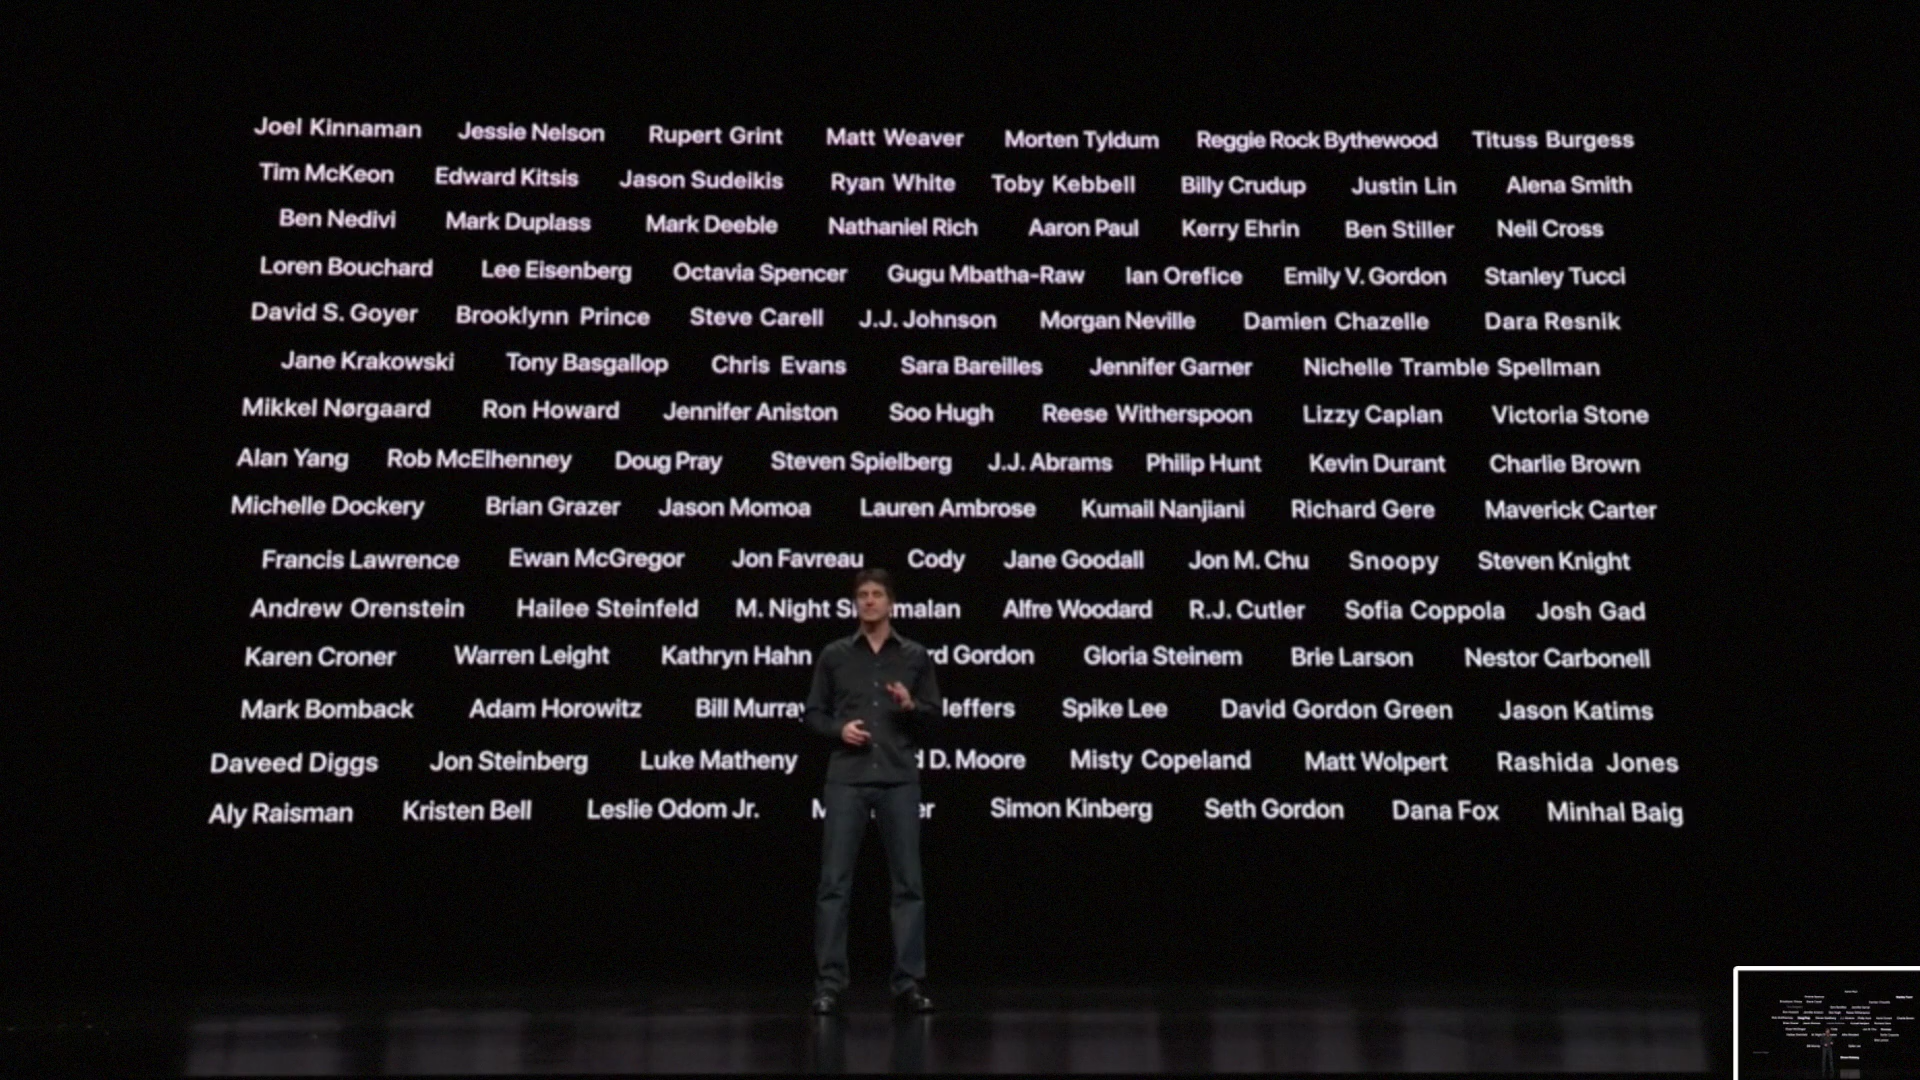 Joel Kinnaman Jessie Nelson Rupert Grint Matt Weaver Morten Tyldum Reggie Rock Bythewood Tituss Burgess
Tim McKeon Edward Kitsis Jason Sudeikis Ryan White Toby Kebbell Billy Crudup Justin Lin Alena Smith
Ben Nedivi Mark Duplass Mark Deeble Nathaniel Rich Aaron Paul Kerry Ehrin Ben Stiller Neil Cross
Loren Bouchard Lee Eisenberg Octavia Spencer Gugu Mbatha-Raw Ian Orefice Emily V. Gordon Stanley Tucci
David S. Goyer Brooklynn Prince Steve Carell J.J. Johnson Morgan Neville Damien Chazelle Dara Resnik
Jane Krakowski Tony Basgallop Chris Evans Sara Bareilles Jennifer Garner Nichelle Tramble Spellman
Mikkel Nørgaard Ron Howard Jennifer Aniston Soo Hugh Reese Witherspoon Lizzy Caplan Victoria Stone
Alan Yang Rob McElhenney Doug Pray Steven Spielberg J.J. Abrams Philip Hunt Kevin Durant Charlie Brown
Michelle Dockery Brian Grazer Jason Momoa Lauren Ambrose Kumail Nanjiani Richard Gere Maverick Carter
Francis Lawrence Ewan McGregor Jon Favreau Cody Jane Goodall Jon M. Chu Snoopy Steven Knight
Andrew Orenstein Hailee Steinfeld M. Night Alfre Woodard R.J. Cutler Sofia Coppola Josh Gad
Karen Croner Warren Leight Kathryn Hahn Gordon Gloria Steinem Brie Larson Nestor Carbonell
Mark Bomback Adam Horowitz Bill Murray Spike Lee David Gordon Green Jason Katims
Daveed Diggs Jon Steinberg Luke Matheny D. Moore Misty Copeland Matt Wolpert Rashida Jones
Aly Raisman Kristen Bell Leslie Odom Jr. Simon Kinberg Seth Gordon Dana Fox Minhal Baig